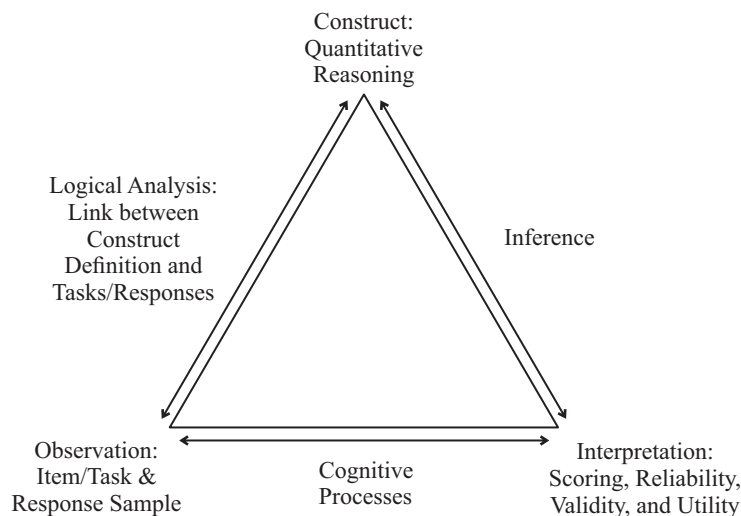 Construct:
Quantitative
Reasoning
Logical Analysis:
Link between
Construct
Definition and
Tasks/Responses
Inference
Observation:
Item/Task &
Response Sample
Cognitive
Processes
Interpretation:
Scoring, Reliability,
Validity, and Utility